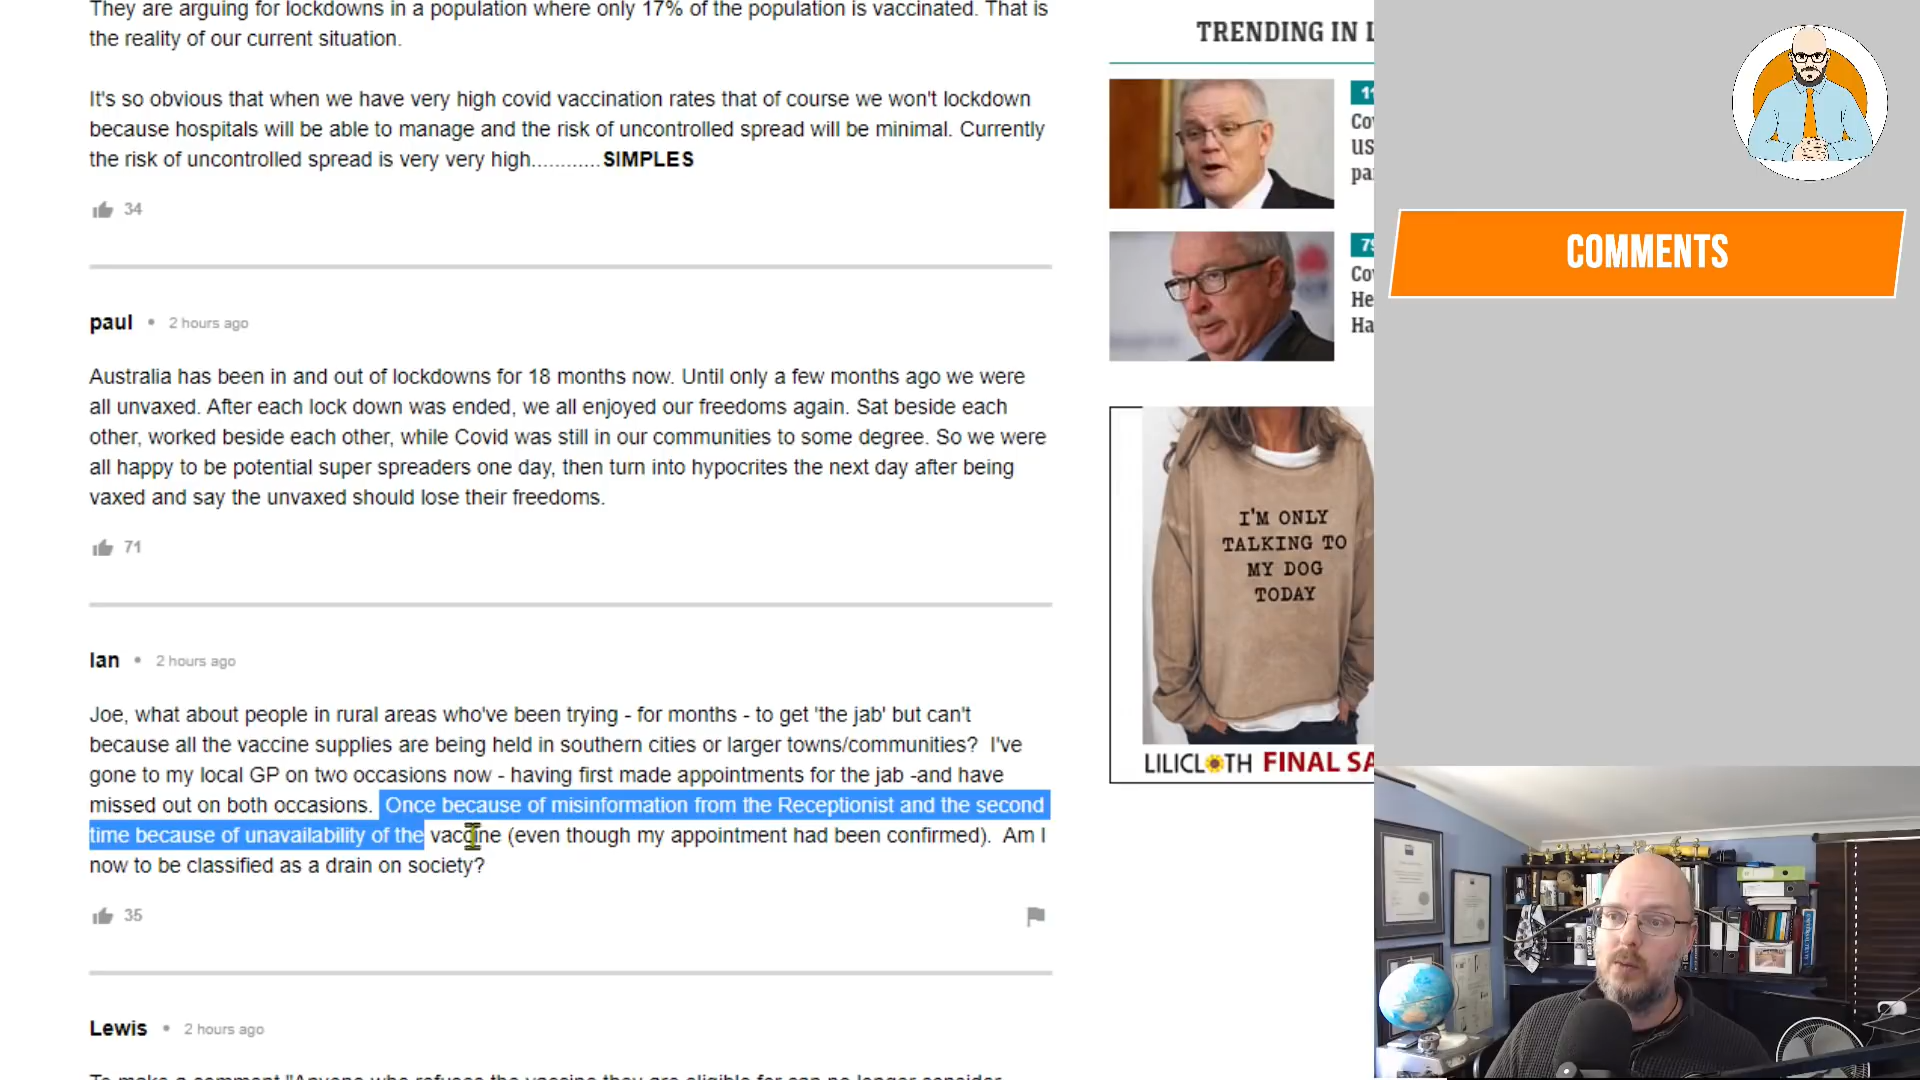 They are arguing for lockdowns in a population where only 17% of the population is vaccinated. That is
the reality of our current situation.
It's so obvious that when we have very high covid vaccination rates that of course we won't lockdown
because hospitals will be able to manage and the risk of uncontrolled spread will be minimal. Currently
the risk of uncontrolled spread is very very high............SIMPLES
34
paul • 2 hours ago
Australia has been in and out of lockdowns for 18 months now. Until only a few months ago we were
all unvaxed. After each lock down was ended, we all enjoyed our freedoms again. Sat beside each
other, worked beside each other, while Covid was still in our communities to some degree. So we were
all happy to be potential super spreaders one day, then turn into hypocrites the next day after being
vaxed and say the unvaxed should lose their freedoms.
71
Ian • 2 hours ago
Joe, what about people in rural areas who've been trying - for months - to get 'the jab' but can't
because all the vaccine supplies are being held in southern cities or larger towns/communities? I've
gone to my local GP on two occasions now - having first made appointments for the jab -and have
missed out on both occasions. Once because of misinformation from the Receptionist and the second
time because of unavailability of the vaccine (even though my appointment had been confirmed). Am I
now to be classified as a drain on society?
35
Lewis • 2 hours ago
To make a comment "Anyone who refuses the vaccine they are eligible for can no longer consider
TRENDING IN
Co
US
pa
Co
He
Ha
I'M ONLY
TALKING TO
MY DOG
TODAY
LILICLOTH FINAL SA
COMMENTS